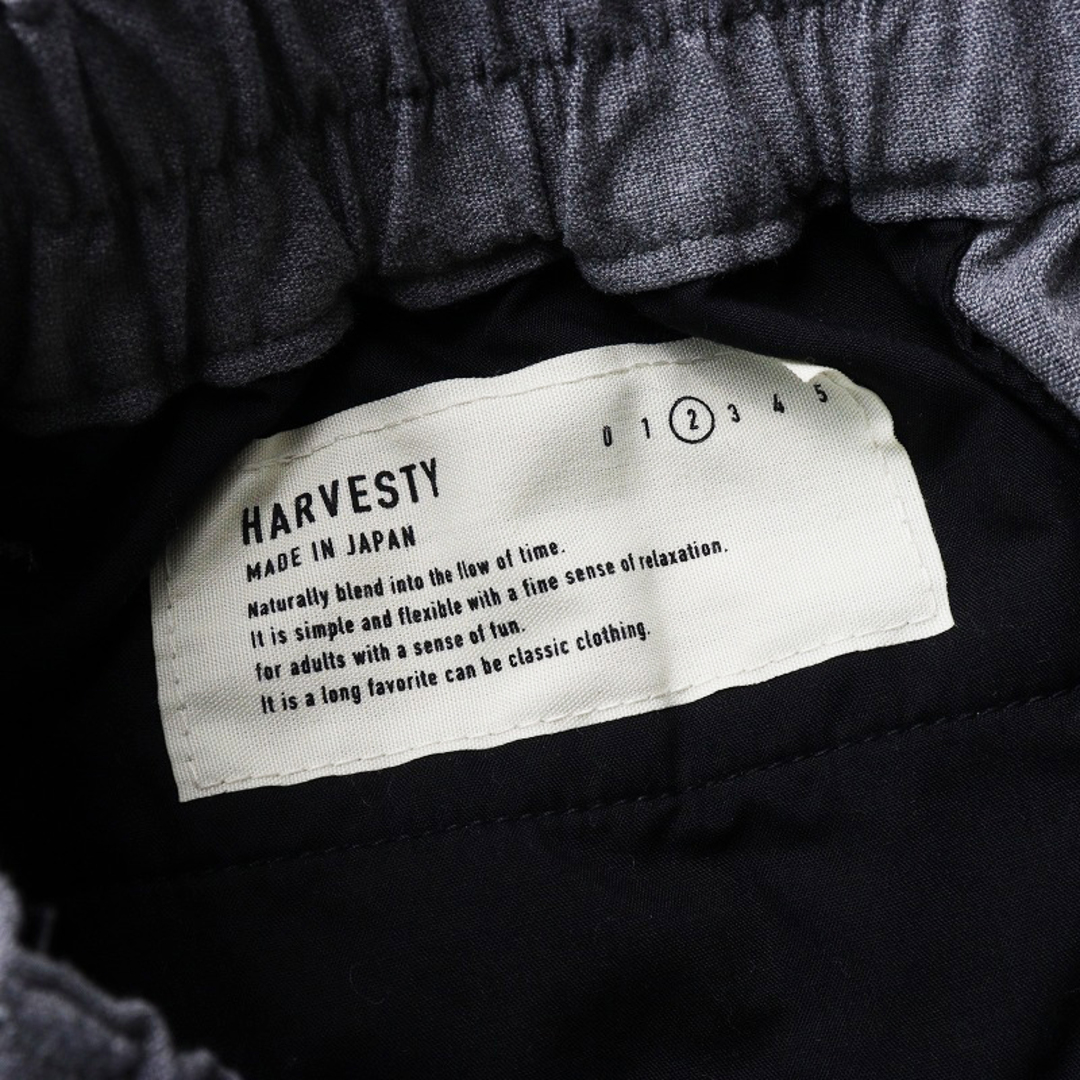 0 1 2 3 4 5
HARVESTY
MADE IN JAPAN
Naturally blend into the flow of time.
It is simple and flexible with a fine sense of relaxation.
for adults with a sense of fun.
It is a long favorite can be classic clothing.